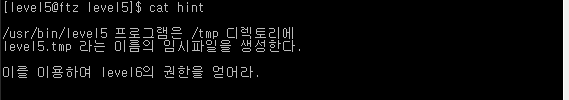 [level5@ftz level5]$ cat hint
/usr/bin/level5 프로그램은 /tmp 디렉토리에
level5.tmp 라는 이름의 임시파일을 생성한다.
이를 이용하여 level6의 권한을 얻어라.